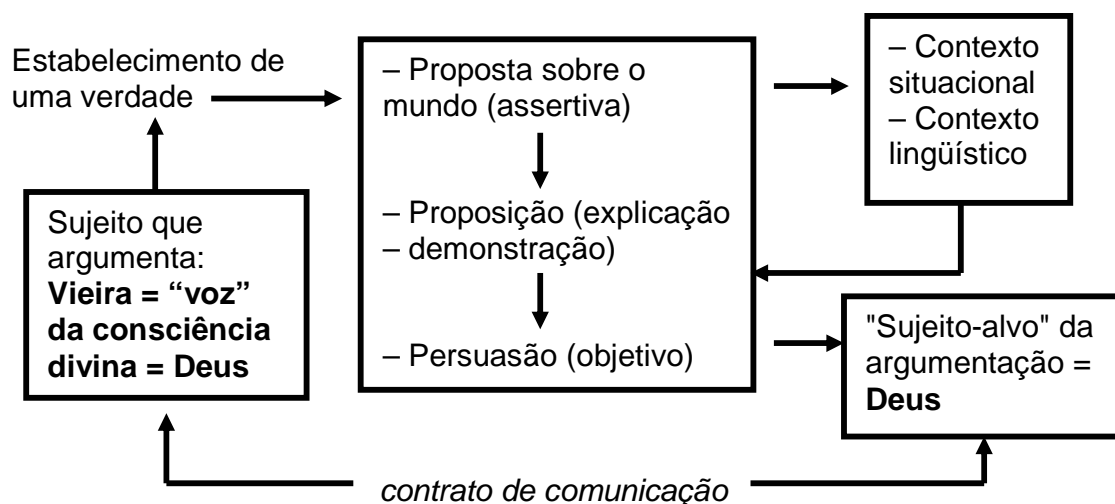 Estabelecimento de
uma verdade
Sujeito que
argumenta:
Vieira = “voz”
da consciência
divina = Deus
– Proposta sobre o
mundo (assertiva)
– Proposição (explicação
– demonstração)
– Persuasão (objetivo)
– Contexto
situacional
– Contexto
lingüístico
"Sujeito-alvo" da
argumentação =
Deus
contrato de comunicação